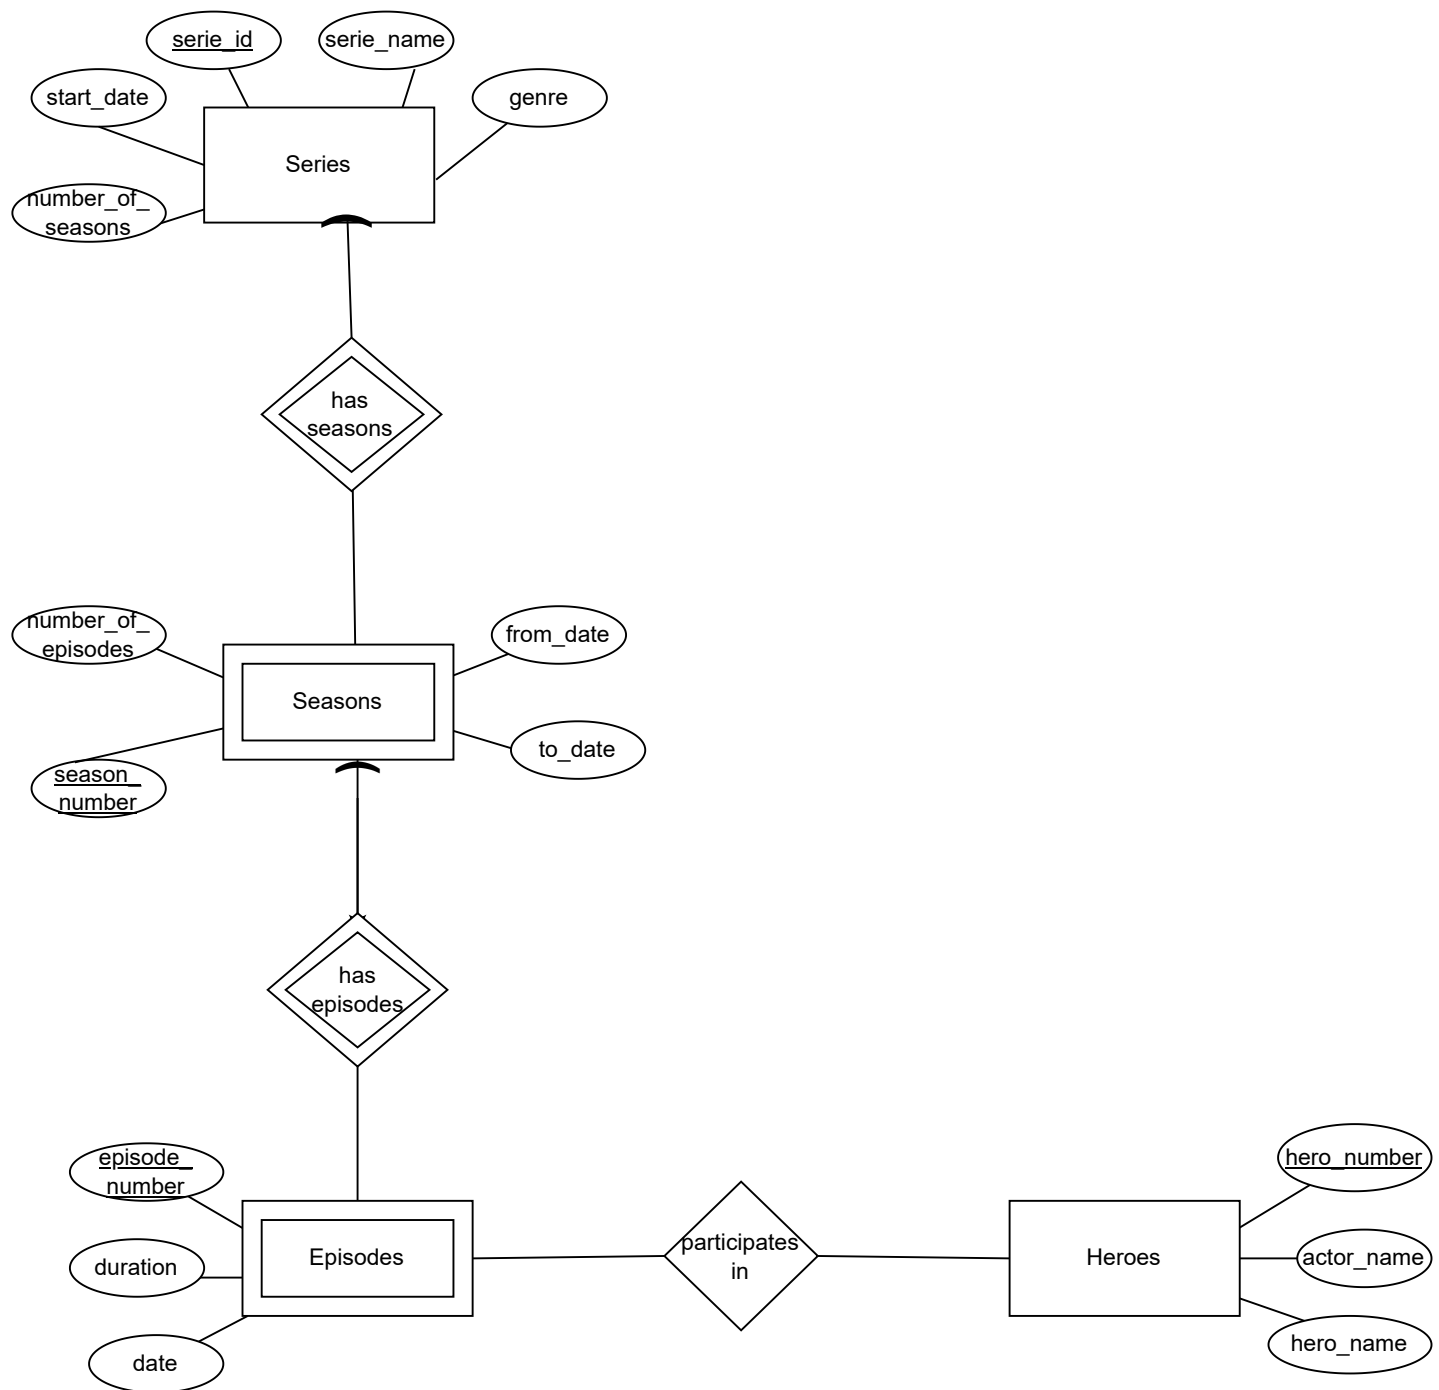 serie_id
serie_name
start_date
genre
Series
number_of_
seasons
has
seasons
number_of_
episodes
from_date
Seasons
to_date
season_
number
has
episodes
episode_
number
hero_number
duration
Episodes
participates
in
Heroes
actor_name
date
hero_name